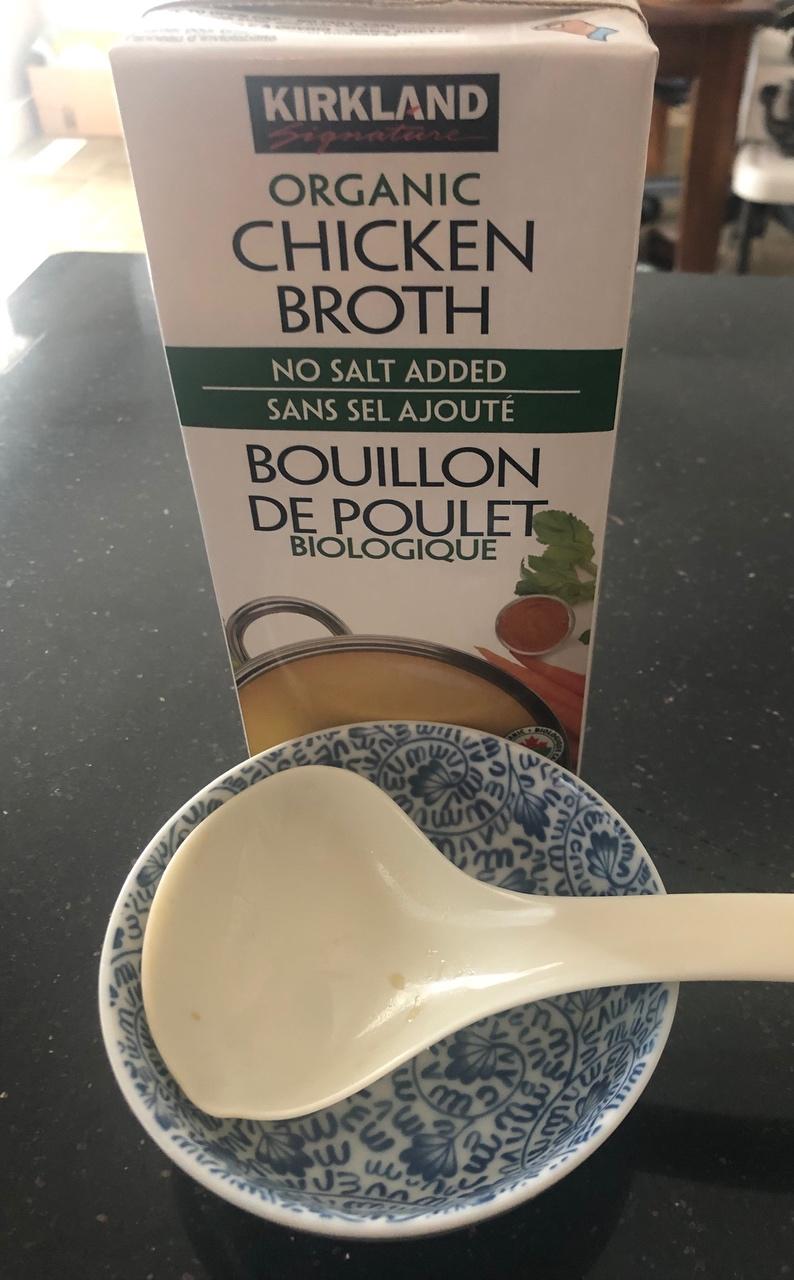 KIRKLAND
Signature
ORGANIC
CHICKEN
BROTH
NO SALT ADDED
SANS SEL AJOUTÉ
BOUILLON
DE POULET
BIOLOGIQUE